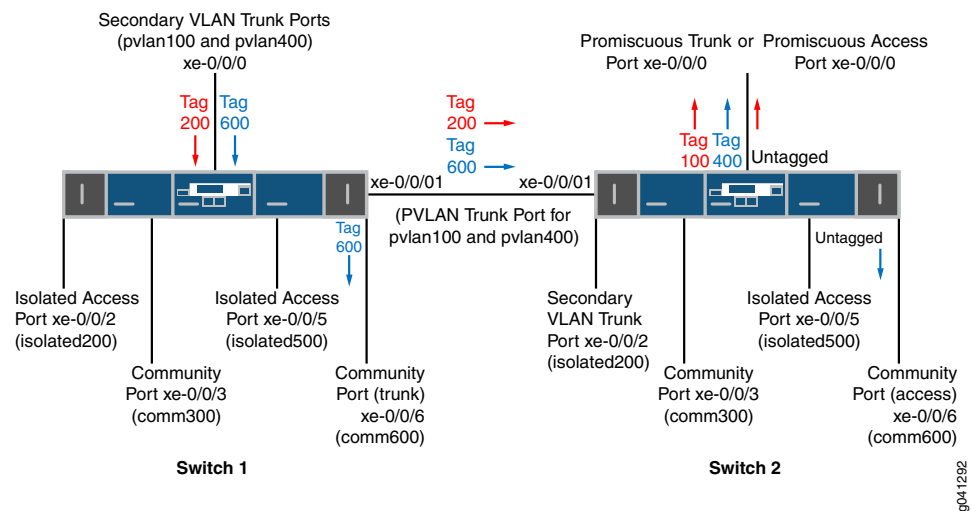 Secondary VLAN Trunk Ports
(pvlan100 and pvlan400)
xe-0/0/0
Promiscuous Trunk or Promiscuous Access
Port xe-0/0/0 Port xe-0/0/0
Tag Tag
200 600
Tag
200
Tag
600
Tag Tag
100 400 Untagged
xe-0/0/01 xe-0/0/01
(PVLAN Trunk Port for
pvlan100 and pvlan400)
Tag
600
Untagged
Isolated Access
Port xe-0/0/2
(isolated200)
Isolated Access
Port xe-0/0/5
(isolated500)
Secondary
VLAN Trunk
Port xe-0/0/2
(isolated200)
Isolated Access
Port xe-0/0/5
(isolated500)
Community
Port xe-0/0/3
(comm300)
Community
Port (trunk)
xe-0/0/6
(comm600)
Community
Port xe-0/0/3
(comm300)
Community
Port (access)
xe-0/0/6
(comm600)
Switch 1
Switch 2
g041292